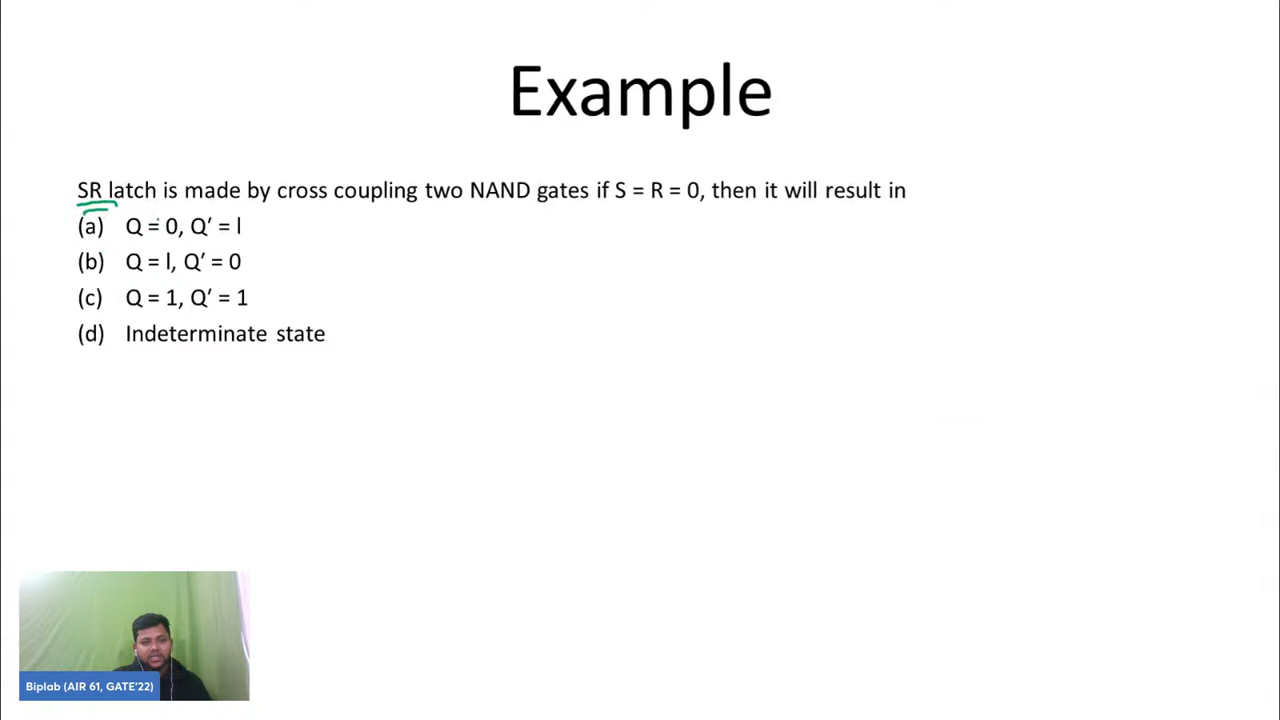 Example
SR latch is made by cross coupling two NAND gates if S = R = 0, then it will result in
(a) Q = 0, Q′ = l
(b) Q = l, Q′ = 0
(c) Q = 1, Q′ = 1
(d) Indeterminate state
Biplab (AIR 61, GATE'22)